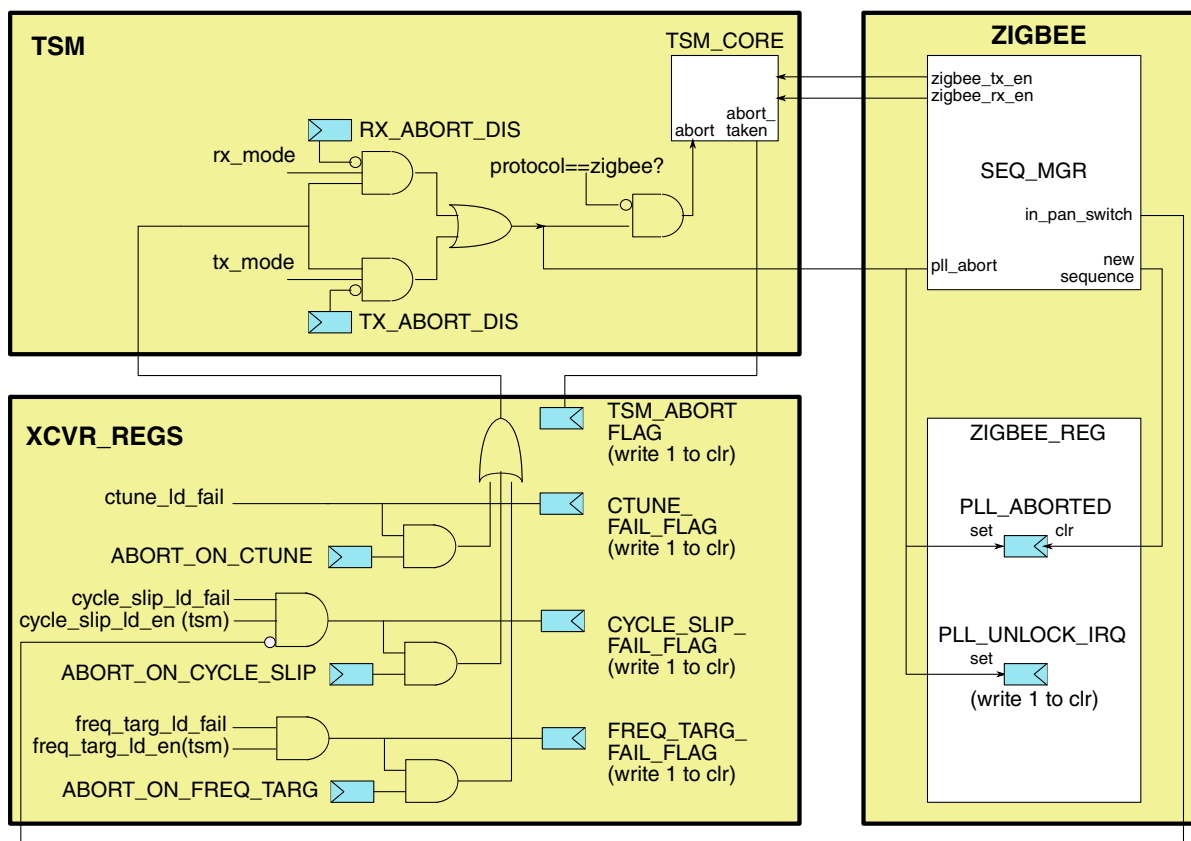 TSM
TSM_CORE
abort
abort_
taken
RX_ABORT_DIS
rx_mode
protocol==zigbee?
tx_mode
TX_ABORT_DIS
ZIGBEE
zigbee_tx_en
zigbee_rx_en
SEQ_MGR
in_pan_switch
pll_abort
new
sequence
XCVR_REGS
TSM_ABORT
FLAG
(write 1 to clr)
ctune_ld_fail
CTUNE_
FAIL_FLAG
(write 1 to clr)
ABORT_ON_CTUNE
cycle_slip_ld_fail
cycle_slip_ld_en (tsm)
CYCLE_SLIP_
FAIL_FLAG
(write 1 to clr)
ABORT_ON_CYCLE_SLIP
freq_targ_ld_fail
freq_targ_ld_en(tsm)
FREQ_TARG_
FAIL_FLAG
(write 1 to clr)
ABORT_ON_FREQ_TARG
ZIGBEE_REG
PLL_ABORTED
set
clr
PLL_UNLOCK_IRQ
set
(write 1 to clr)